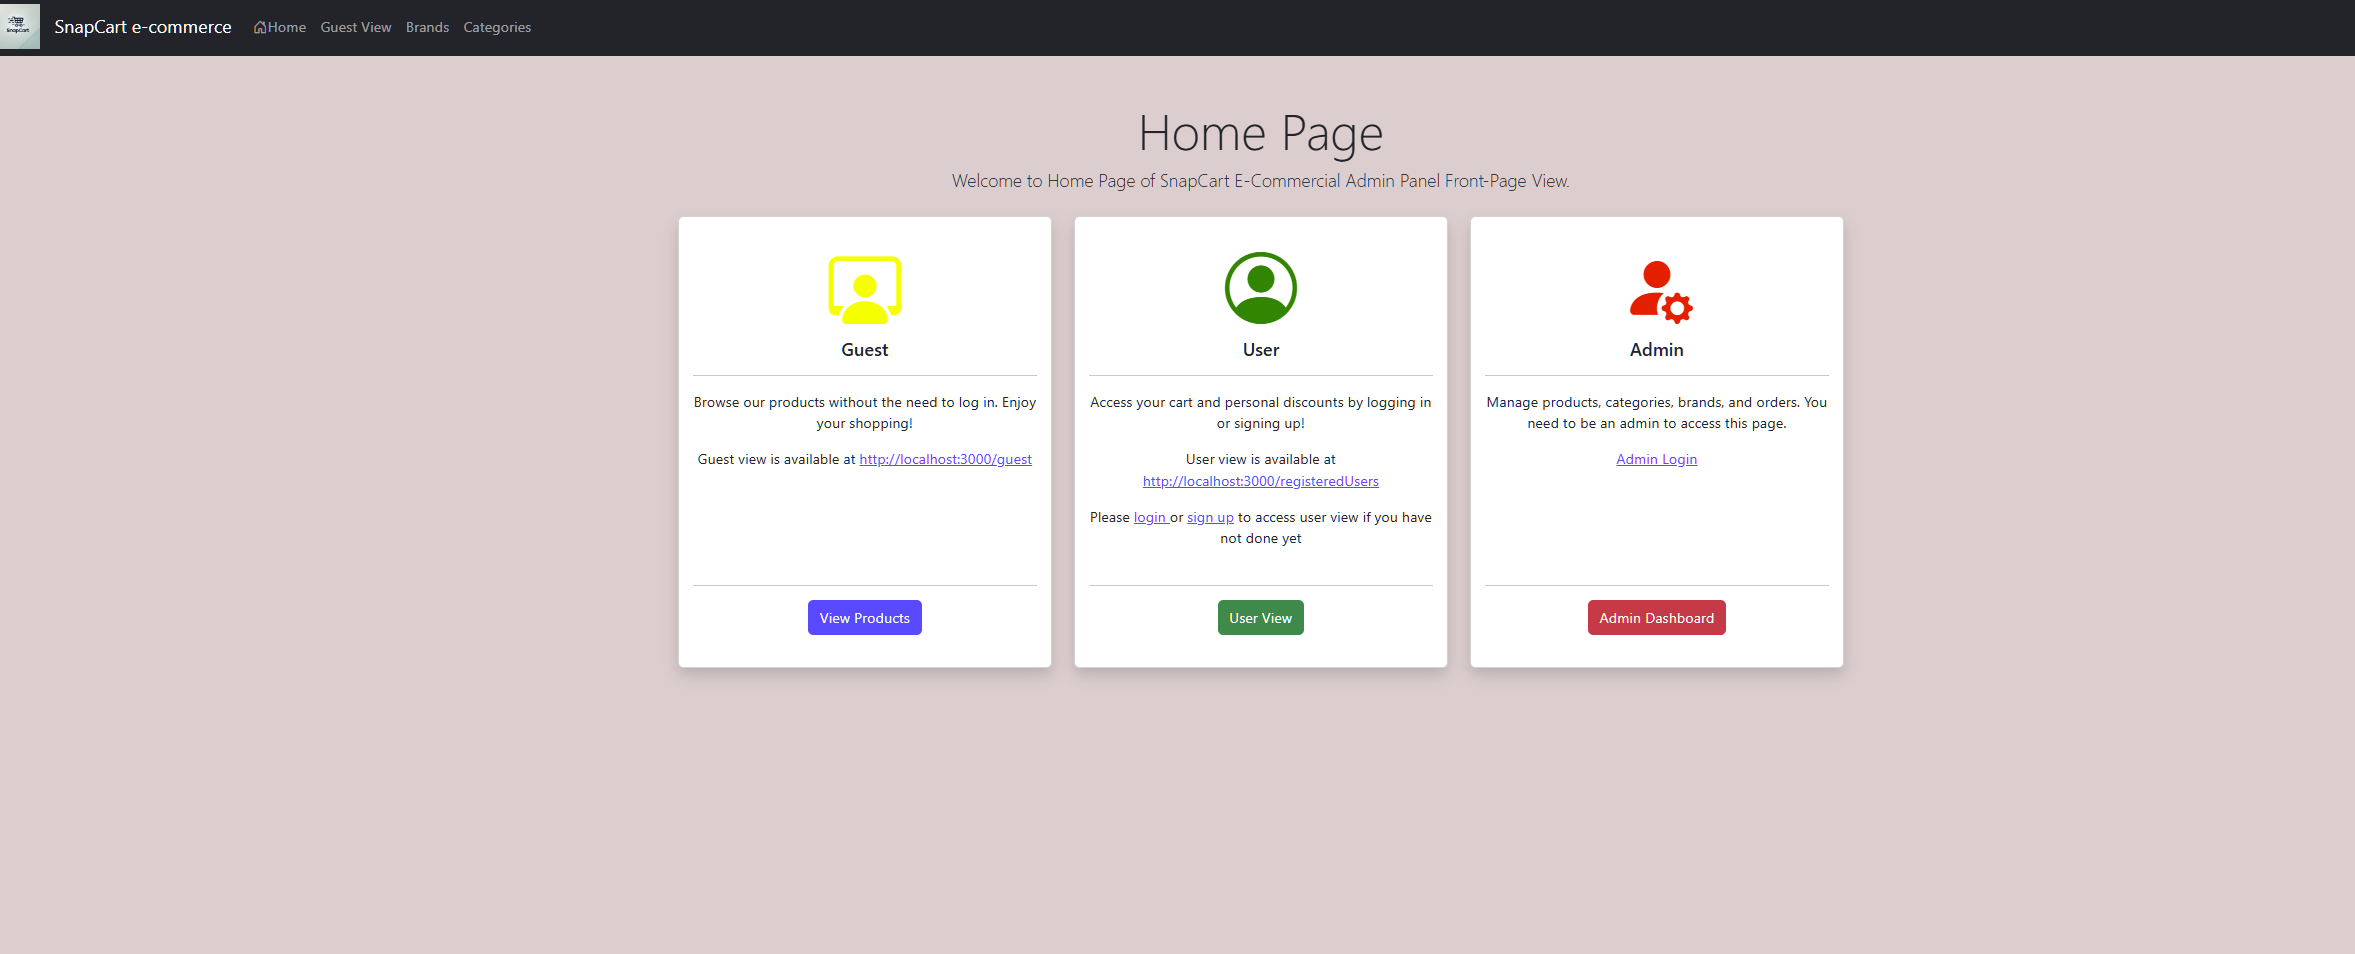 SnapCart
SnapCart e-commerce
Home
Guest View
Brands
Categories
Home Page
Welcome to Home Page of SnapCart E-Commercial Admin Panel Front-Page View.
Guest
Browse our products without the need to log in. Enjoy
your shopping!
Guest view is available at http://localhost:3000/guest
View Products
User
Access your cart and personal discounts by logging in
or signing up!
User view is available at
http://localhost:3000/registeredUsers
Please login or sign up to access user view if you have
not done yet
User View
Admin
Manage products, categories, brands, and orders. You
need to be an admin to access this page.
Admin Login
Admin Dashboard